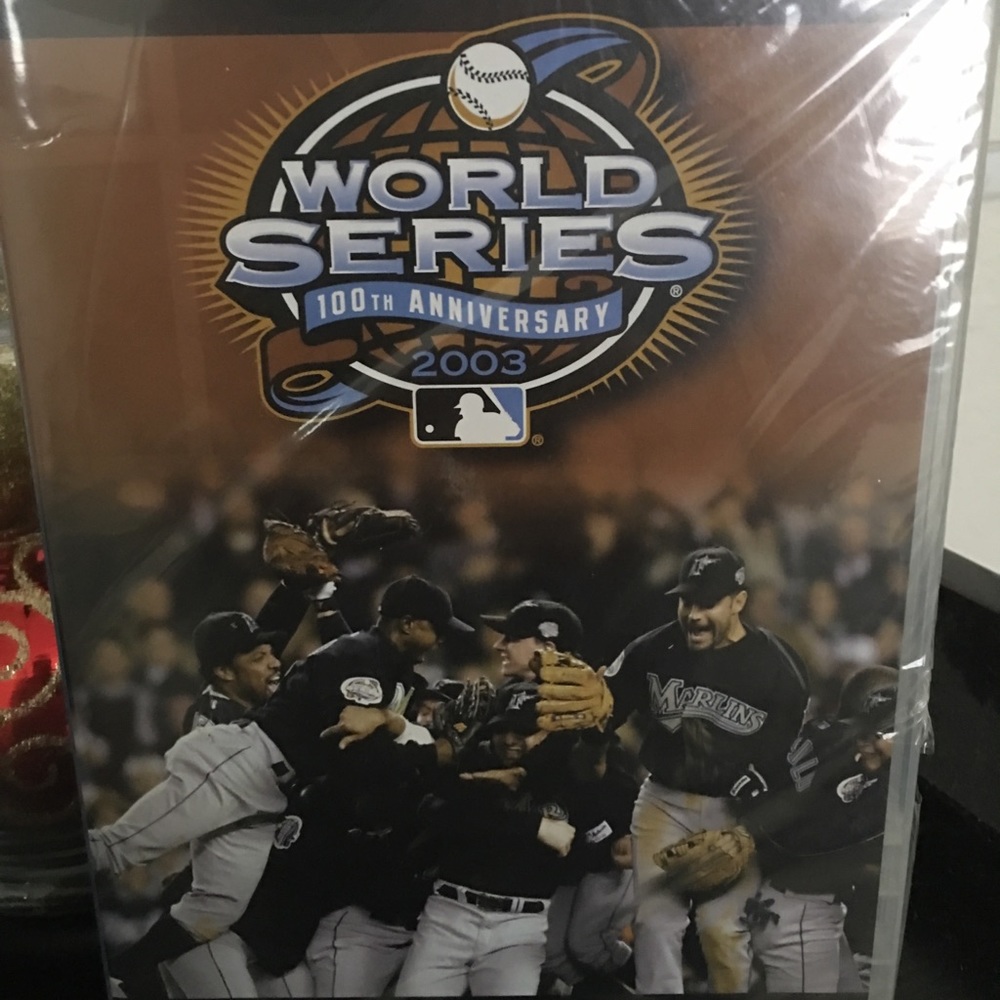 WORLD
SERIES
®
100TH ANNIVERSARY
2003
®
MARLINS